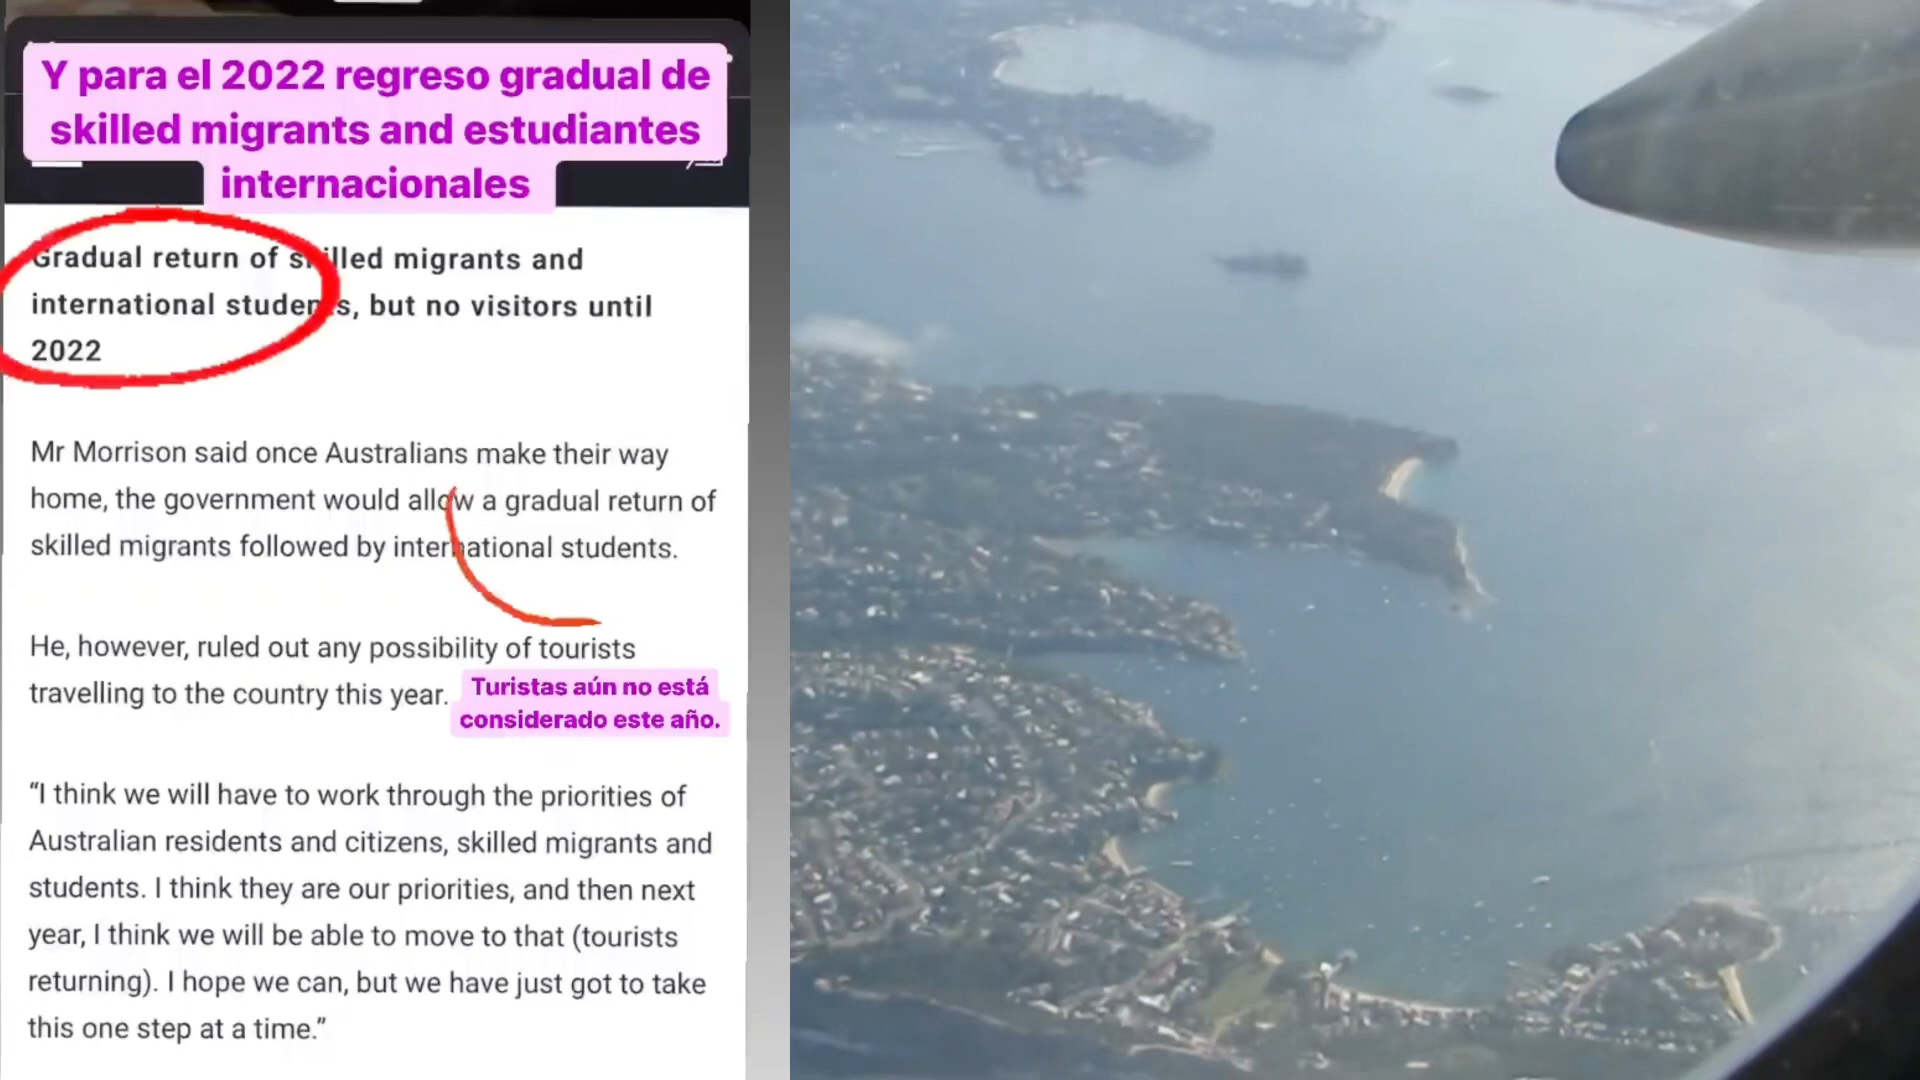 Y para el 2022 regreso gradual de
skilled migrants and estudiantes
internacionales
Gradual return of skilled migrants and
international students, but no visitors until
2022
Mr Morrison said once Australians make their way
home, the government would allow a gradual return of
skilled migrants followed by international students.
He, however, ruled out any possibility of tourists
travelling to the country this year.
Turistas aún no está
considerado este año.
“I think we will have to work through the priorities of
Australian residents and citizens, skilled migrants and
students. I think they are our priorities, and then next
year, I think we will be able to move to that (tourists
returning). I hope we can, but we have just got to take
this one step at a time.”